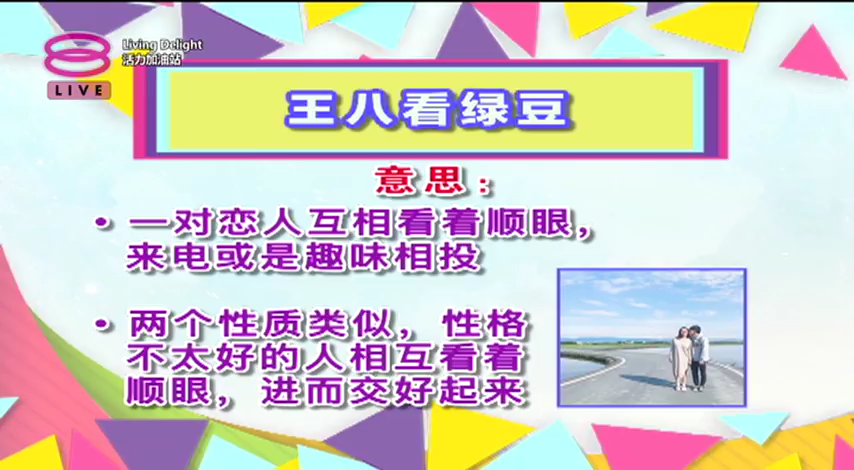 Living Delight
活力加油站
LIVE
王八看绿豆
意思：
• 一对恋人互相看着顺眼，
来电或是趣味相投
• 两个性质类似，性格
不太好的人相互看着
顺眼，进而交好起来